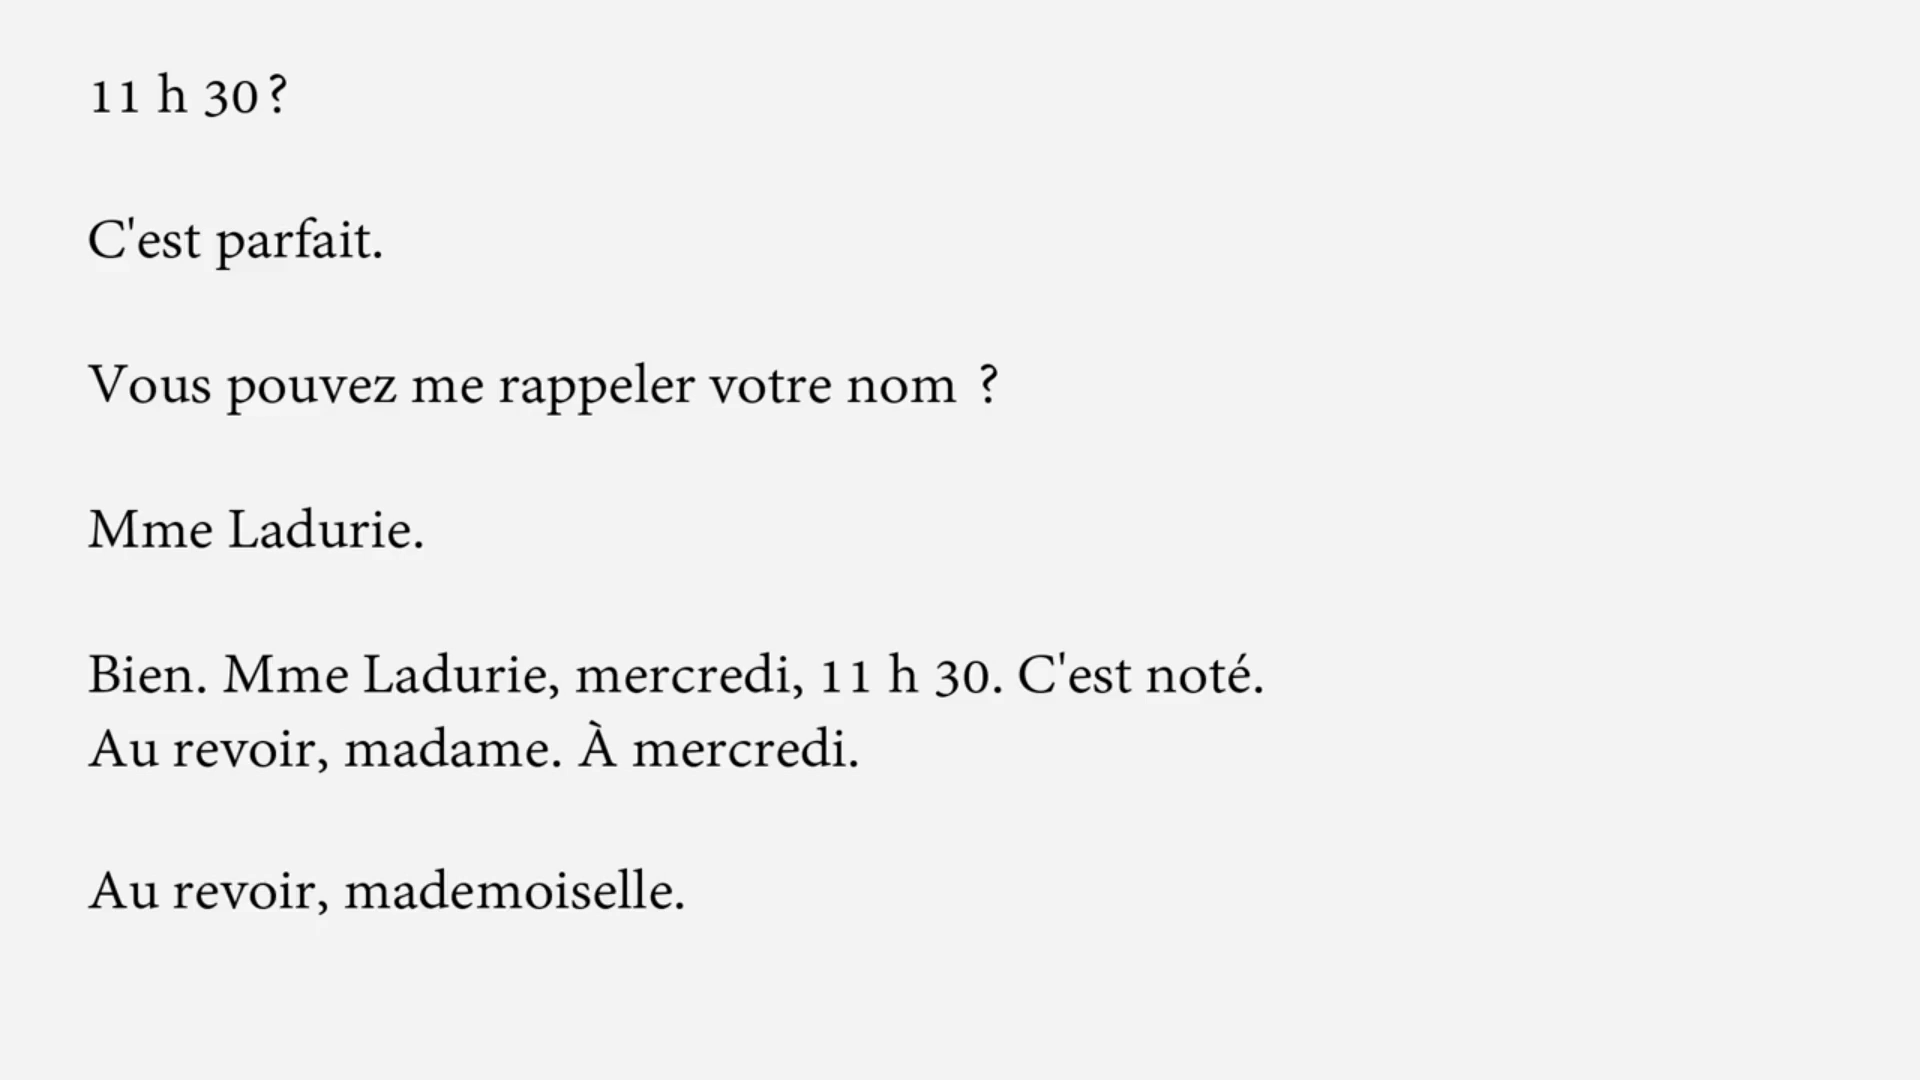 11 h 30 ?
C'est parfait.
Vous pouvez me rappeler votre nom ?
Mme Ladurie.
Bien. Mme Ladurie, mercredi, 11 h 30. C'est noté.
Au revoir, madame. À mercredi.
Au revoir, mademoiselle.